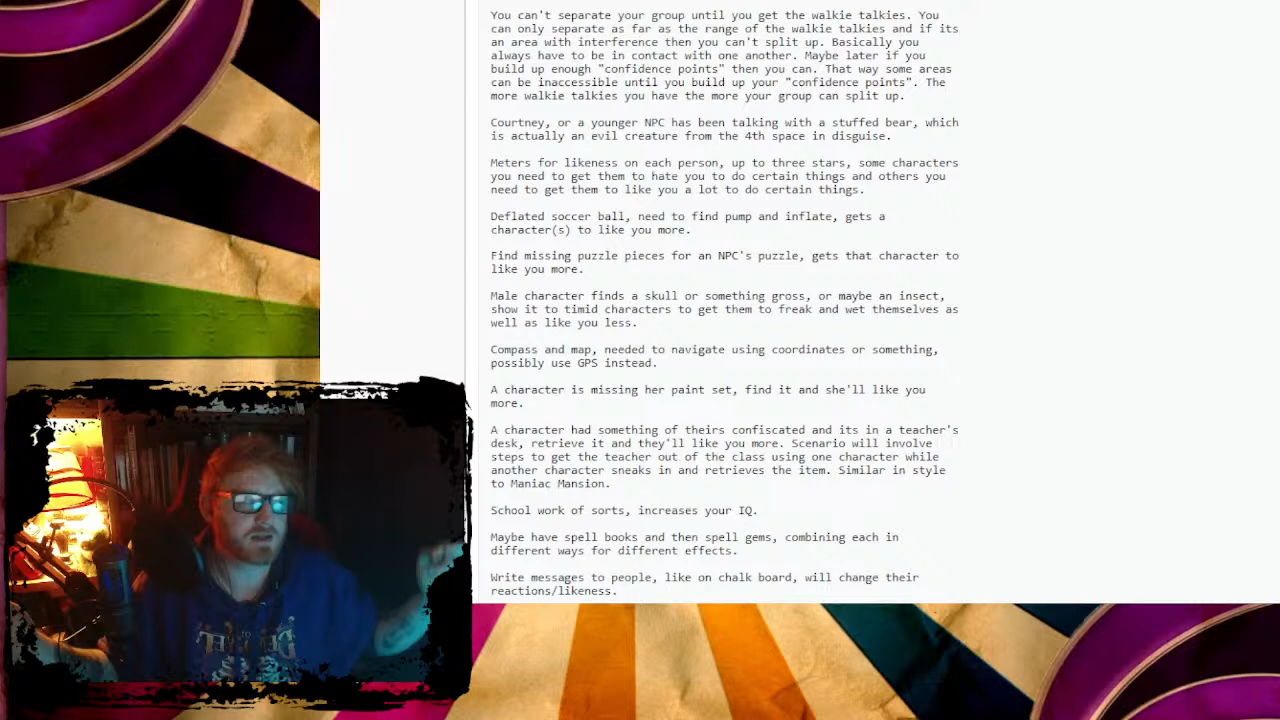 You can't separate your group until you get the walkie talkies. You
can only separate as far as the range of the walkie talkies and if its
an area with interference then you can't split up. Basically you
always have to be in contact with one another. Maybe later if you
build up enough "confidence points" then you can. That way some areas
can be inaccessible until you build up your "confidence points". The
more walkie talkies you have the more your group can split up.
Courtney, or a younger NPC has been talking with a stuffed bear, which
is actually an evil creature from the 4th space in disguise.
Meters for likeness on each person, up to three stars, some characters
you need to get them to hate you to do certain things and others you
need to get them to like you a lot to do certain things.
Deflated soccer ball, need to find pump and inflate, gets a
character(s) to like you more.
Find missing puzzle pieces for an NPC's puzzle, gets that character to
like you more.
Male character finds a skull or something gross, or maybe an insect,
show it to timid characters to get them to freak and wet themselves as
well as like you less.
Compass and map, needed to navigate using coordinates or something,
possibly use GPS instead.
A character is missing her paint set, find it and she'll like you
more.
A character had something of theirs confiscated and its in a teacher's
desk, retrieve it and they'll like you more. Scenario will involve
steps to get the teacher out of the class using one character while
another character sneaks in and retrieves the item. Similar in style
to Maniac Mansion.
School work of sorts, increases your IQ.
Maybe have spell books and then spell gems, combining each in
different ways for different effects.
Write messages to people, like on chalk board, will change their
reactions/likeness.